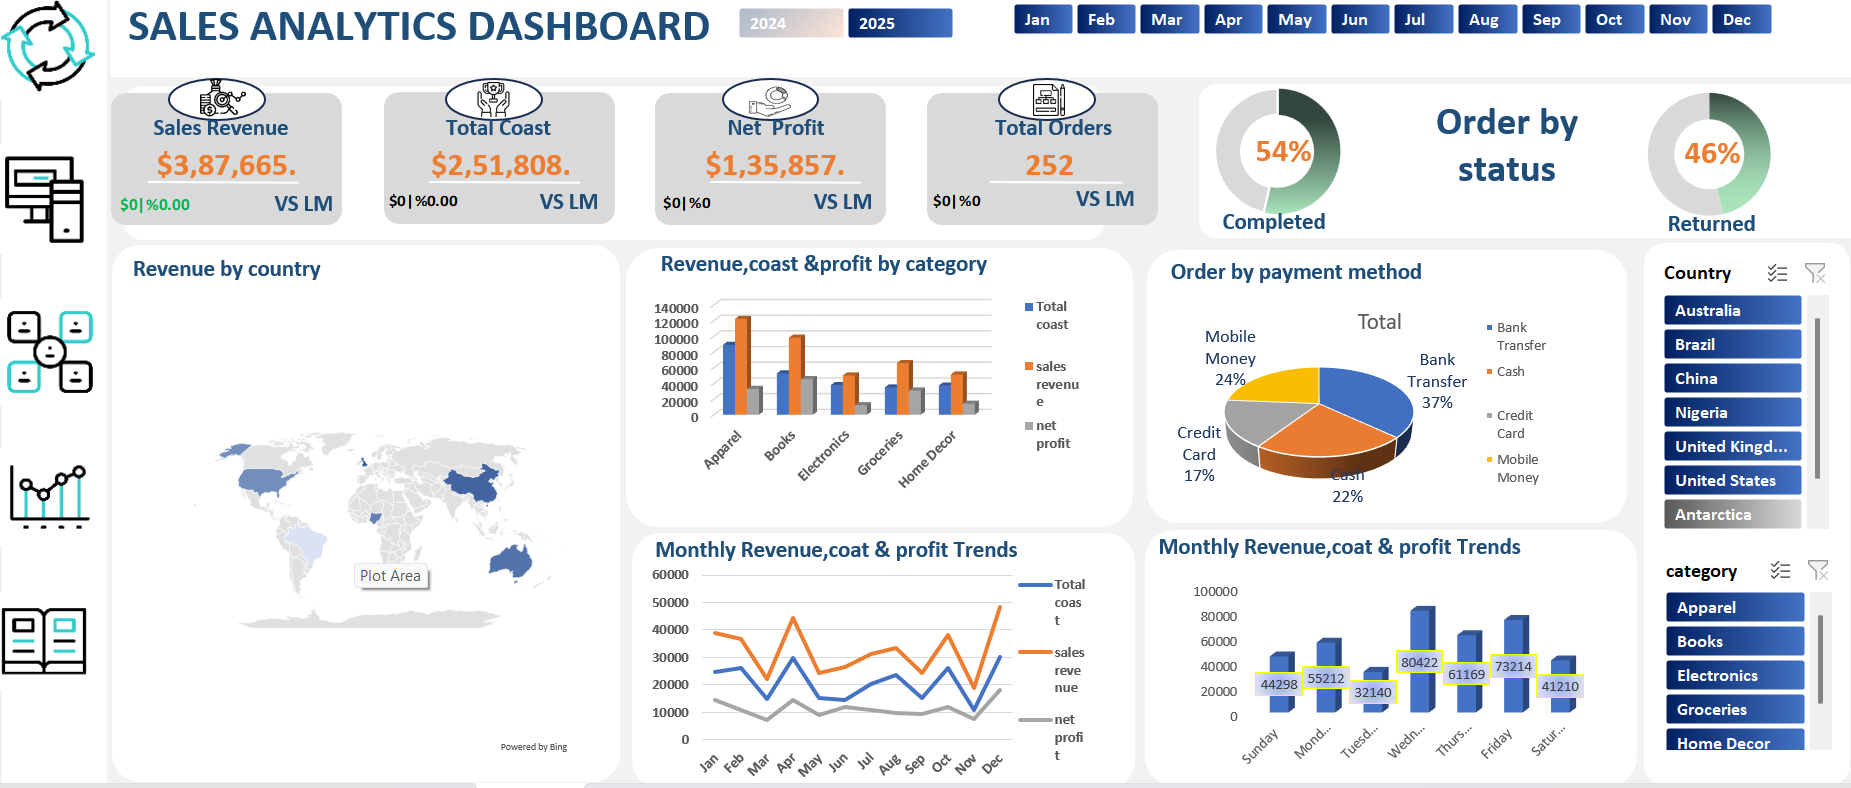 SALES ANALYTICS DASHBOARD
2024
2025
Jan
Feb
Mar
Apr
May
Jun
Jul
Aug
Sep
Oct
Nov
Dec
Sales Revenue
$3,87,665.
$0|%0.00
VS LM
Total Coast
$2,51,808.
$0|%0.00
VS LM
Net Profit
$1,35,857.
$0|%0
VS LM
Total Orders
252
$0|%0
VS LM
54%
Completed
Order by
status
46%
Returned
Revenue by country
Plot Area
Powered by Bing
Revenue,coast &profit by category
140000
120000
100000
80000
60000
40000
20000
0
Apparel
Books
Electronics
Groceries
Home Decor
Total
coast
sales
revenu
e
net
profit
Order by payment method
Total
Mobile
Money
24%
Bank
Transfer
37%
Credit
Card
17%
Cash
22%
Bank
Transfer
Cash
Credit
Card
Mobile
Money
Country
Australia
Brazil
China
Nigeria
United Kingd...
United States
Antarctica
Monthly Revenue,coat & profit Trends
60000
50000
40000
30000
20000
10000
0
Jan
Feb
Mar
Apr
May
Jun
Jul
Aug
Sep
Oct
Nov
Dec
Total
coas
t
sales
reve
nue
net
profi
t
Monthly Revenue,coat & profit Trends
100000
80000
60000
40000
20000
0
44298
55212
32140
80422
61169
73214
41210
Sunday
Mond...
Tuesd...
Wedn...
Thurs...
Friday
Satur...
category
Apparel
Books
Electronics
Groceries
Home Decor